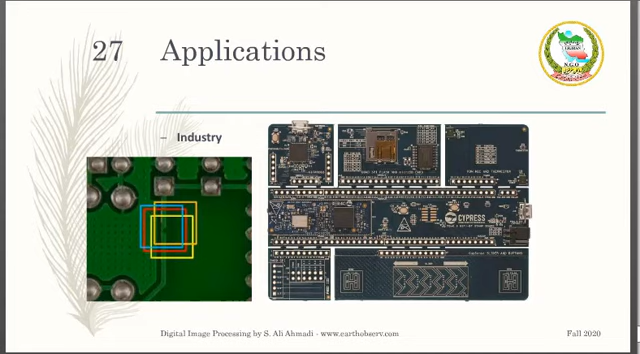 27 Applications
– Industry
CYPRESS
Digital Image Processing by S. Ali Ahmadi - www.earthobserv.com
Fall 2020